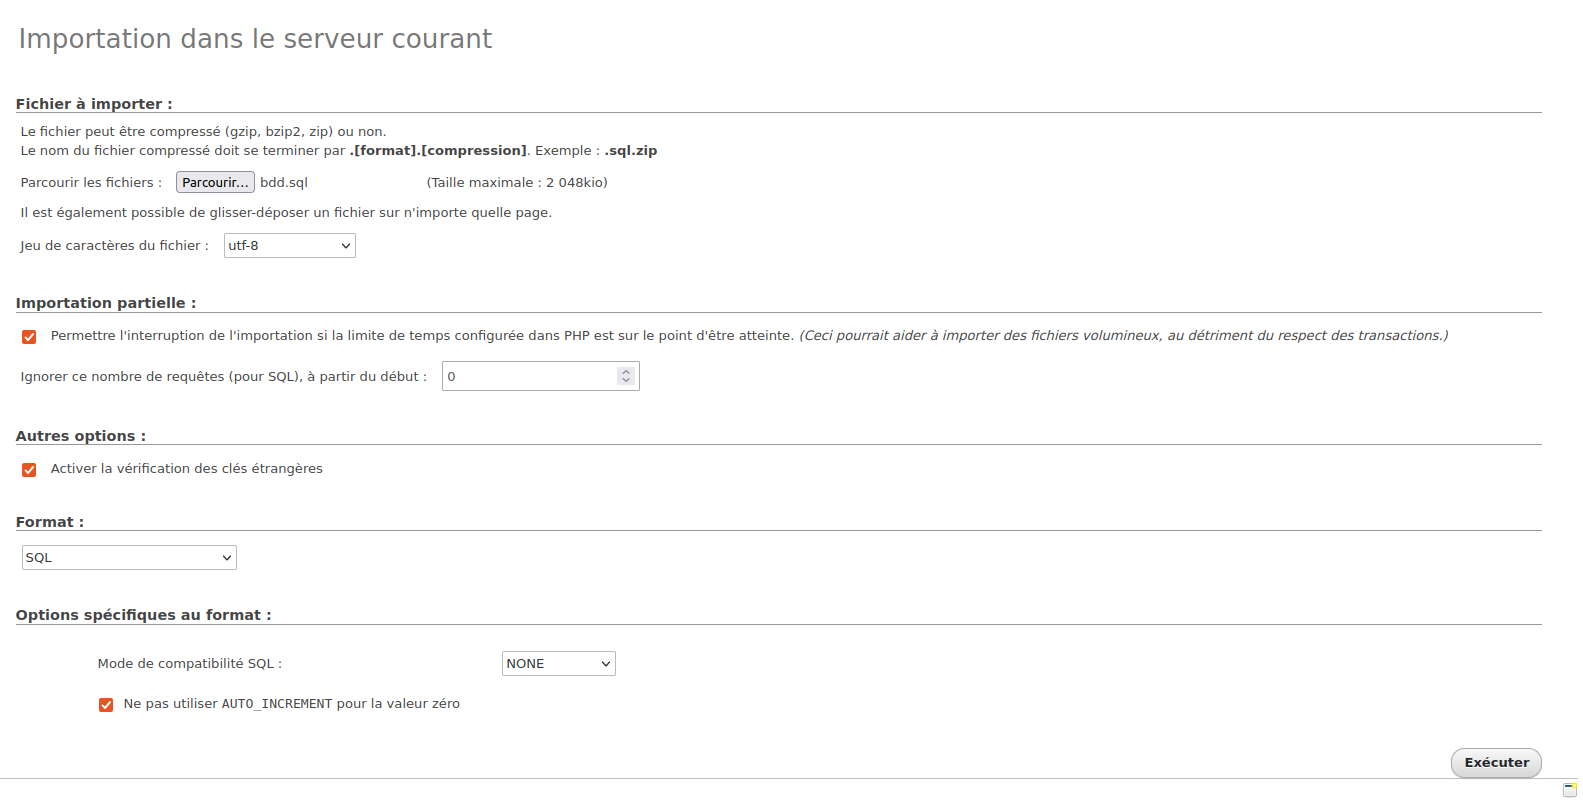 Importation dans le serveur courant
Fichier à importer :
Le fichier peut être compressé (gzip, bzip2, zip) ou non.
Le nom du fichier compressé doit se terminer par .[format].[compression]. Exemple : .sql.zip
Parcourir les fichiers : Parcourir... bdd.sql (Taille maximale : 2 048kio)
Il est également possible de glisser-déposer un fichier sur n'importe quelle page.
Jeu de caractères du fichier : utf-8
Importation partielle :
Permettre l'interruption de l'importation si la limite de temps configurée dans PHP est sur le point d'être atteinte. (Ceci pourrait aider à importer des fichiers volumineux, au détriment du respect des transactions.)
Ignorer ce nombre de requêtes (pour SQL), à partir du début : 0
Autres options :
Activer la vérification des clés étrangères
Format :
SQL
Options spécifiques au format :
Mode de compatibilité SQL : NONE
Ne pas utiliser AUTO_INCREMENT pour la valeur zéro
Exécuter